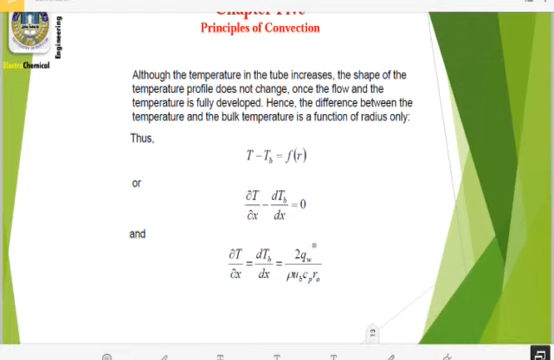 Chapter Five
Principles of Convection
Engineering
Electro Chemical
Although the temperature in the tube increases, the shape of the
temperature profile does not change, once the flow and the
temperature is fully developed. Hence, the difference between the
temperature and the bulk temperature is a function of radius only:
Thus,
T − T_b = f(r)
or
∂T/∂x − dT_b/dx = 0
and
∂T/∂x = dT_b/dx = 2q_w″/ρu_b c_p r_o
13